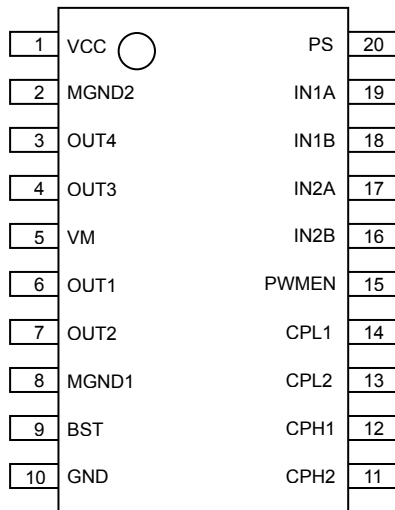 1 VCC PS 20
2 MGND2 IN1A 19
3 OUT4 IN1B 18
4 OUT3 IN2A 17
5 VM IN2B 16
6 OUT1 PWMEN 15
7 OUT2 CPL1 14
8 MGND1 CPL2 13
9 BST CPH1 12
10 GND CPH2 11